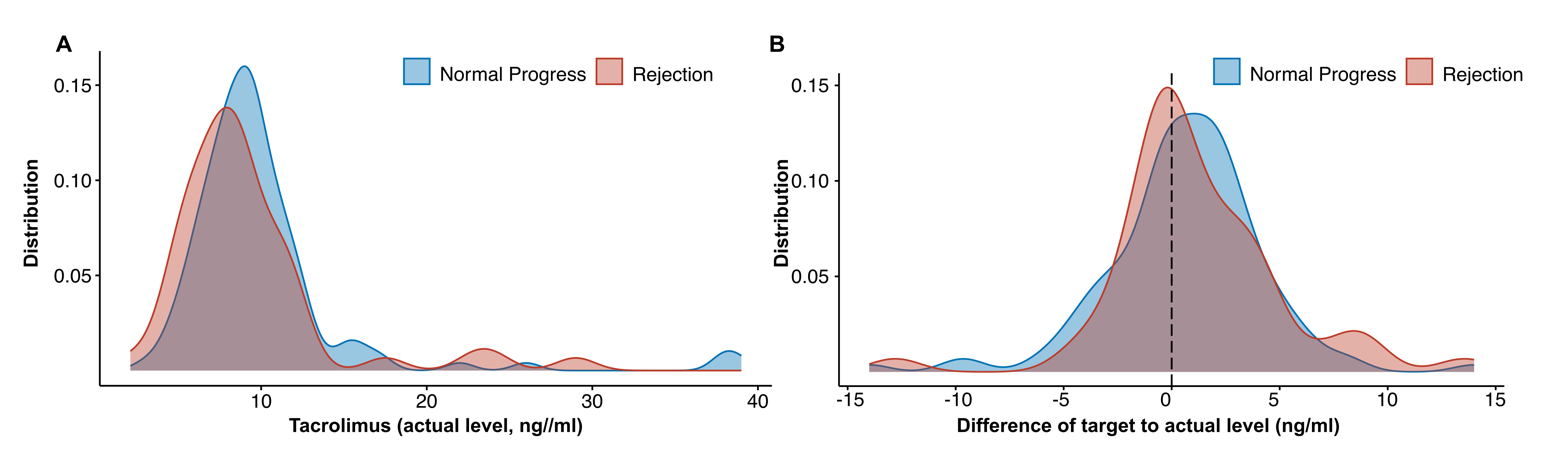 A
Normal Progress
Rejection
0.15
0.10
0.05
Distribution
10
20
30
40
Tacrolimus (actual level, ng//ml)
B
Normal Progress
Rejection
0.15
0.10
0.05
Distribution
-15
-10
-5
0
5
10
15
Difference of target to actual level (ng/ml)